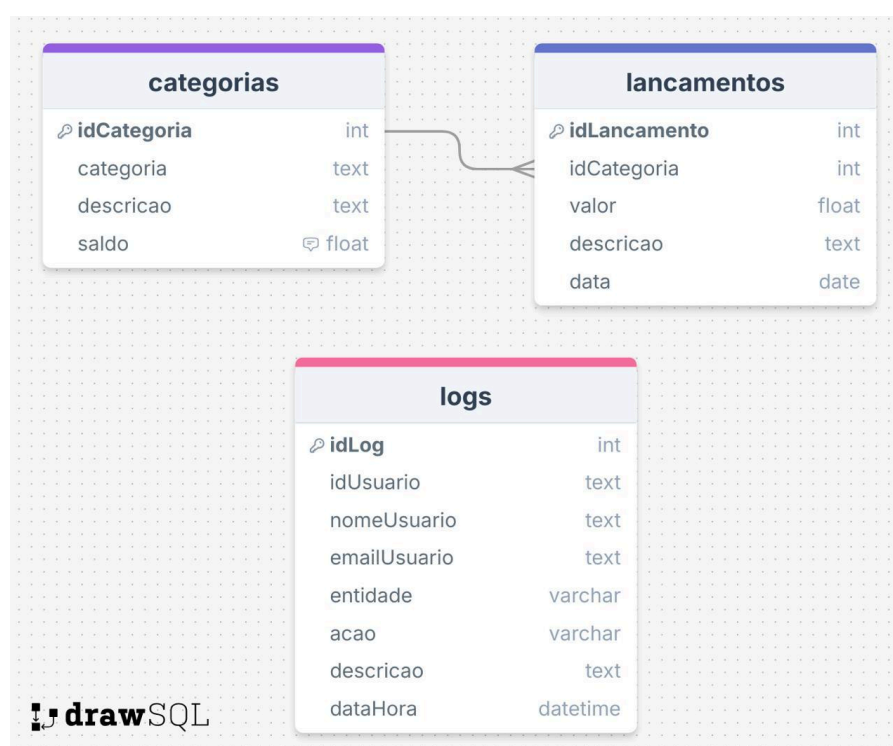 categorias
idCategoria int
categoria text
descricao text
saldo float
lancamentos
idLancamento int
idCategoria int
valor float
descricao text
data date
logs
idLog int
idUsuario text
nomeUsuario text
emailUsuario text
entidade varchar
acao varchar
descricao text
dataHora datetime
drawSQL